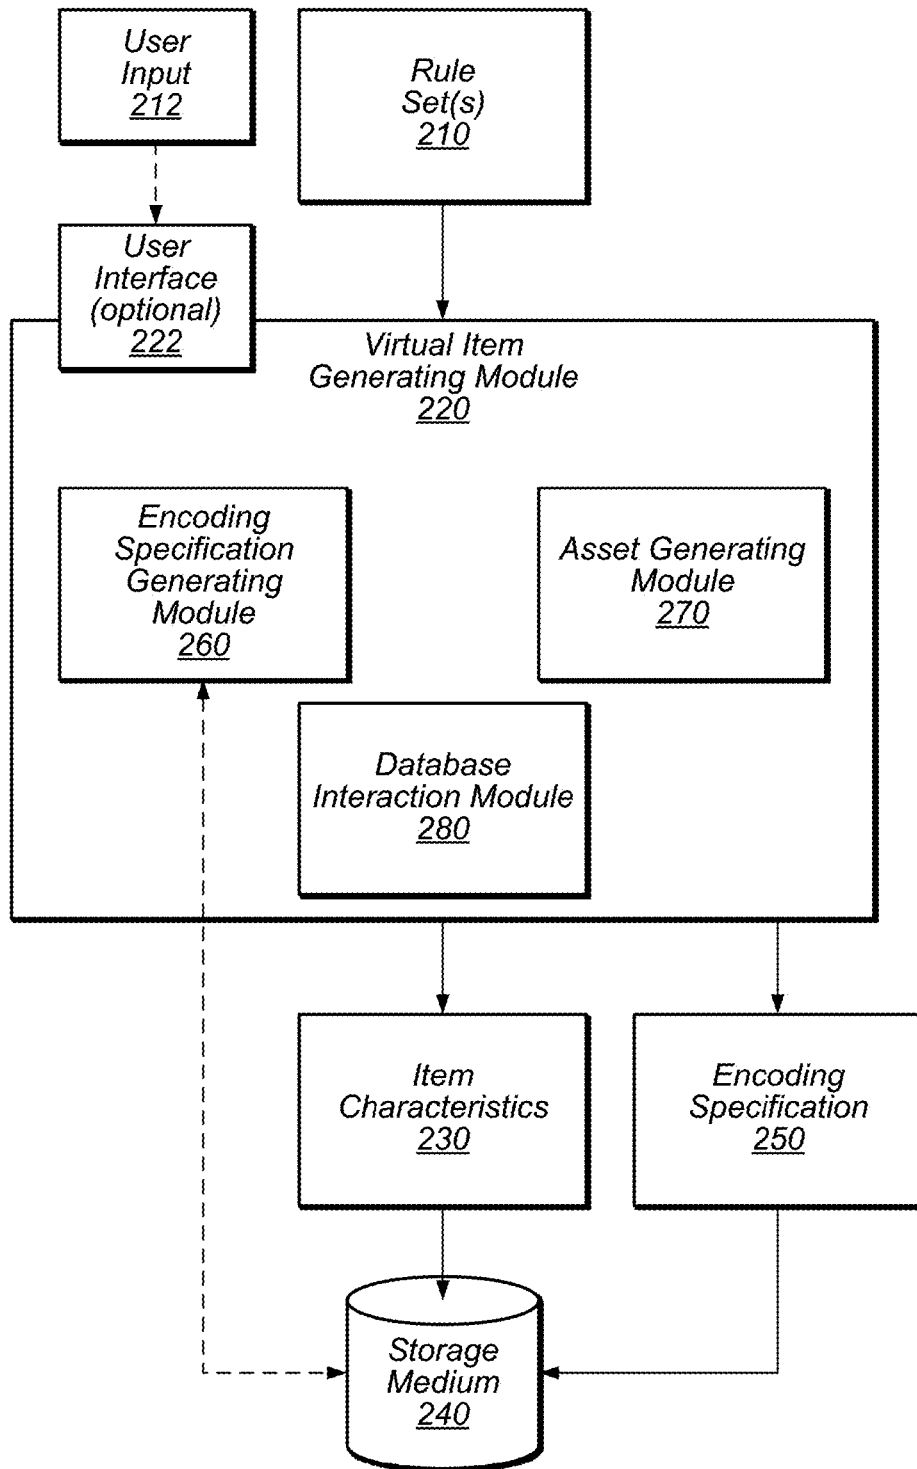 User
Input
212
Rule
Set(s)
210
User
Interface
(optional)
222
Virtual Item
Generating Module
220
Encoding
Specification
Generating
Module
260
Asset Generating
Module
270
Database
Interaction Module
280
Item
Characteristics
230
Encoding
Specification
250
Storage
Medium
240